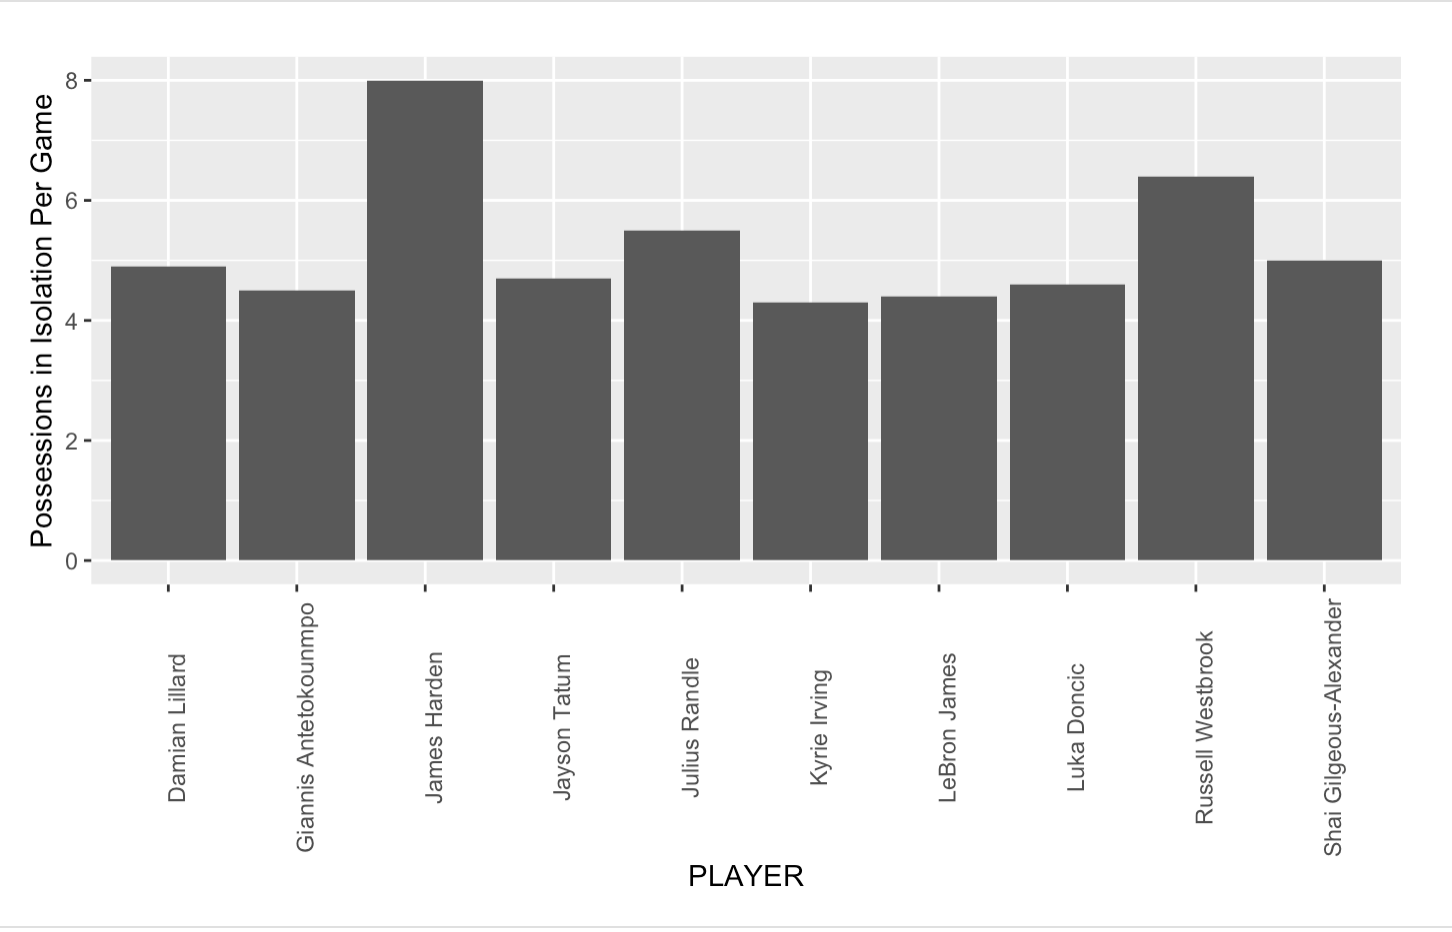 Possessions in Isolation Per Game
8
6
4
2
0
Damian Lillard
Giannis Antetokounmpo
James Harden
Jayson Tatum
Julius Randle
Kyrie Irving
LeBron James
Luka Doncic
Russell Westbrook
Shai Gilgeous-Alexander
PLAYER